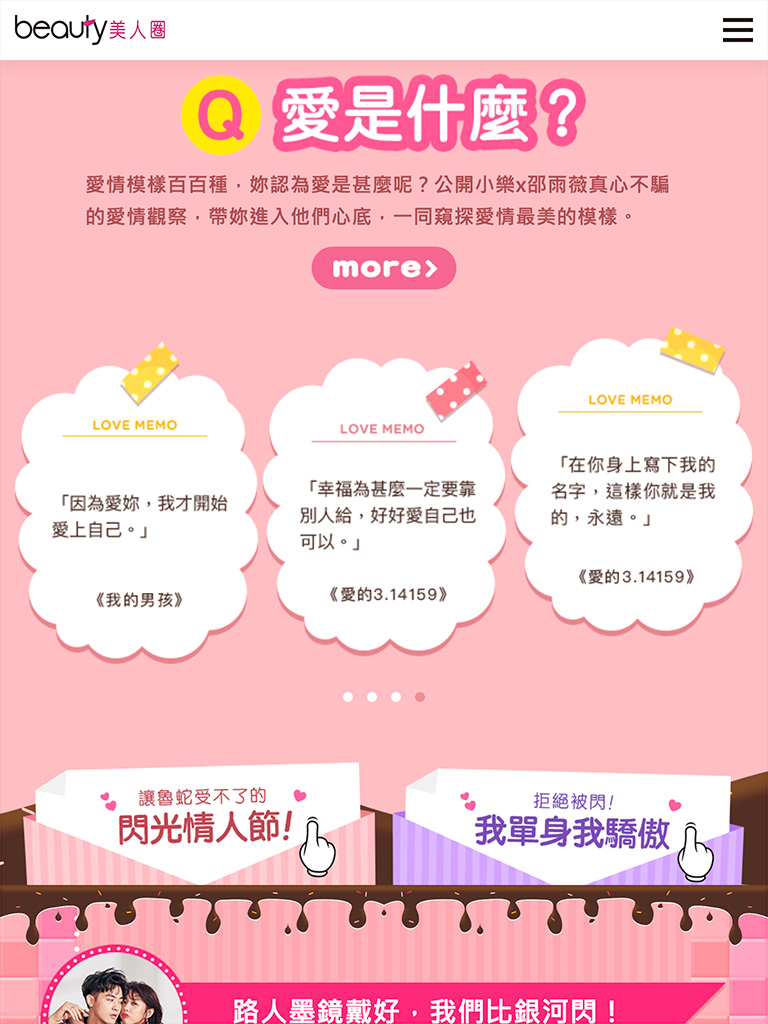 beauty美人圈
Q 愛是什麼？
愛情模樣百百種，妳認為愛是甚麼呢？公開小樂x邵雨薇真心不騙
的愛情觀察，帶妳進入他們心底，一同窺探愛情最美的模樣。
more>
LOVE MEMO
「因為愛妳，我才開始
愛上自己。」
《我的男孩》
LOVE MEMO
「幸福為甚麼一定要靠
別人給，好好愛自己也
可以。」
《愛的3.14159》
LOVE MEMO
「在你身上寫下我的
名字，這樣你就是我
的，永遠。」
《愛的3.14159》
讓魯蛇受不了的
閃光情人節!
拒絕被閃!
我單身我驕傲
路人墨鏡戴好，我們比銀河閃！